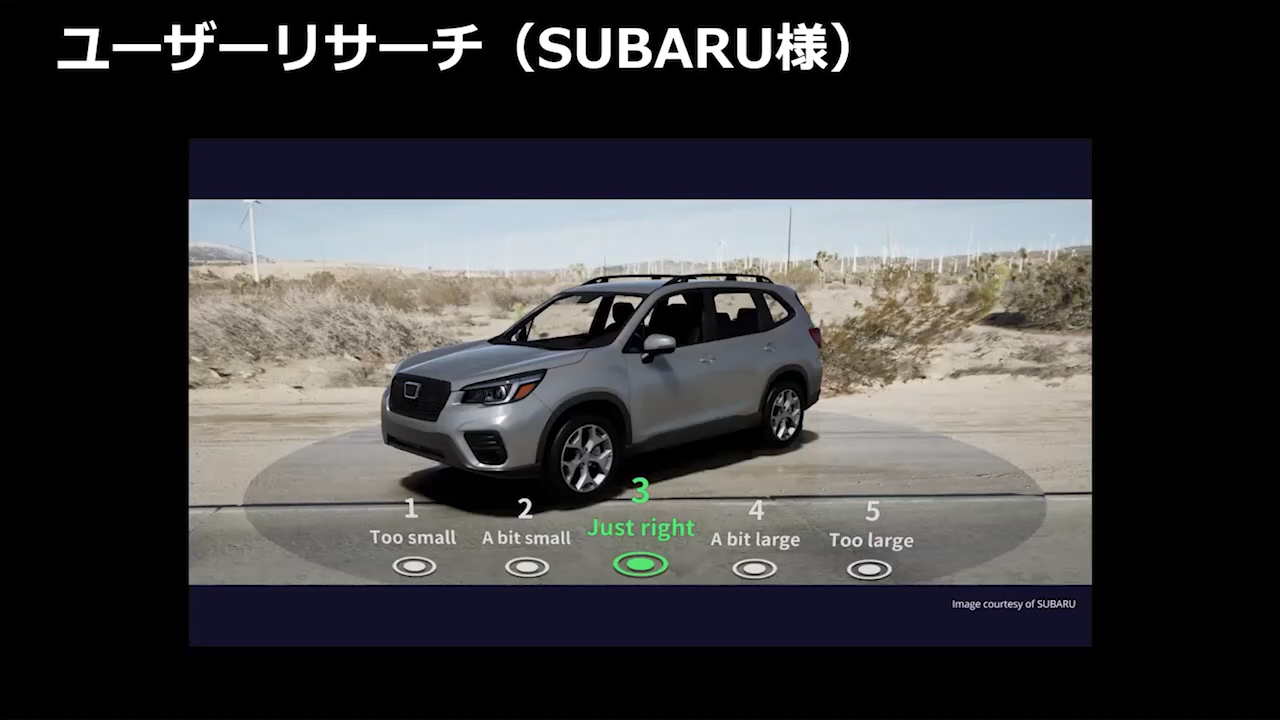 ユーザーリサーチ（SUBARU様）
1 2 3 4 5
Too small A bit small Just right A bit large Too large
Image courtesy of SUBARU